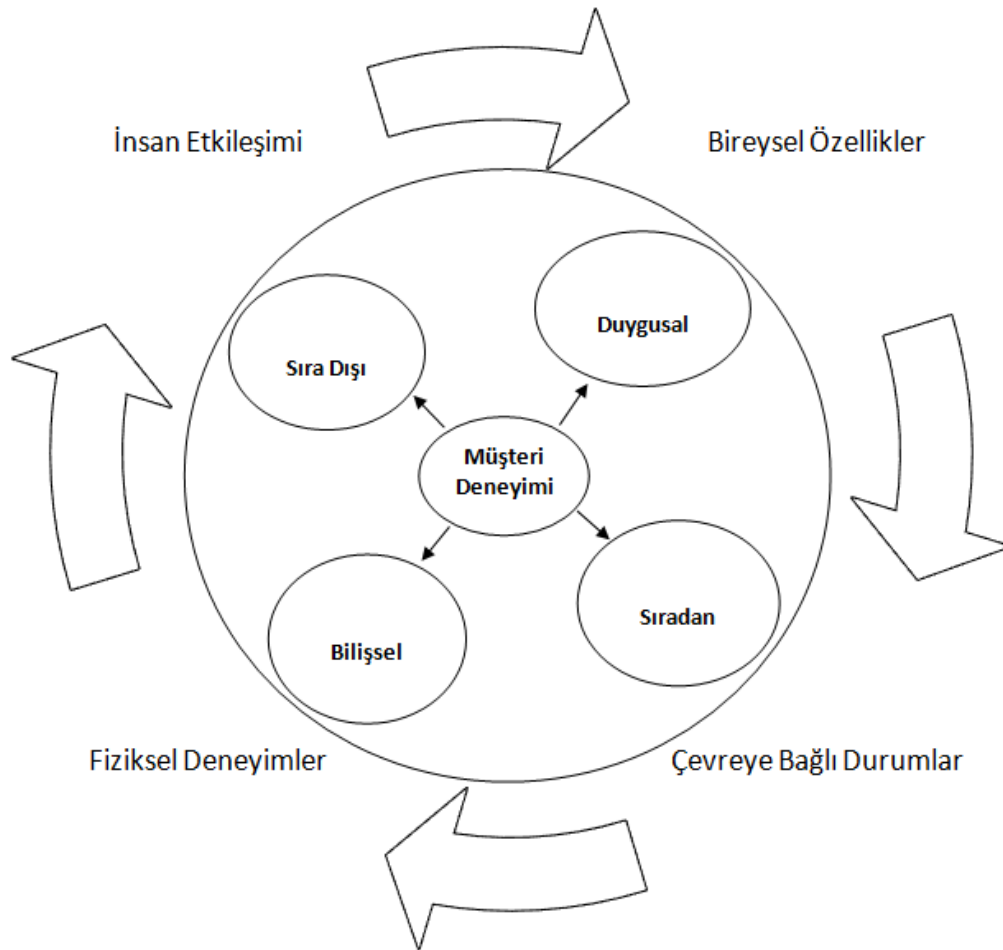 İnsan Etkileşimi
Bireysel Özellikler
Duygusal
Sıra Dışı
Müşteri
Deneyimi
Sıradan
Bilişsel
Fiziksel Deneyimler
Çevreye Bağlı Durumlar